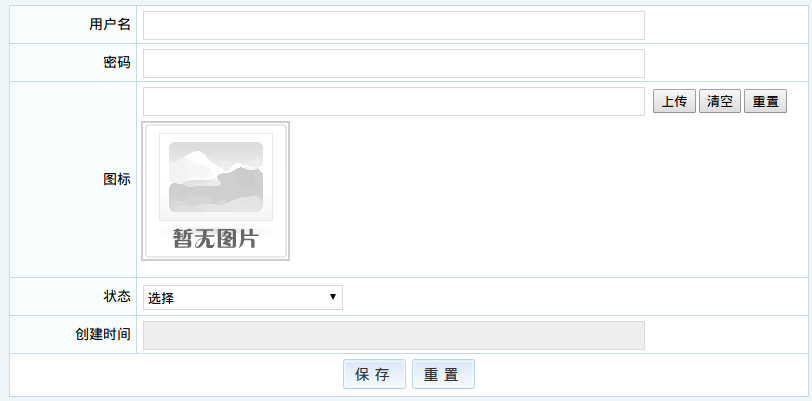 用户名
密码
图标
上传 清空 重置
暂无图片
状态 选择
创建时间
保存 重置